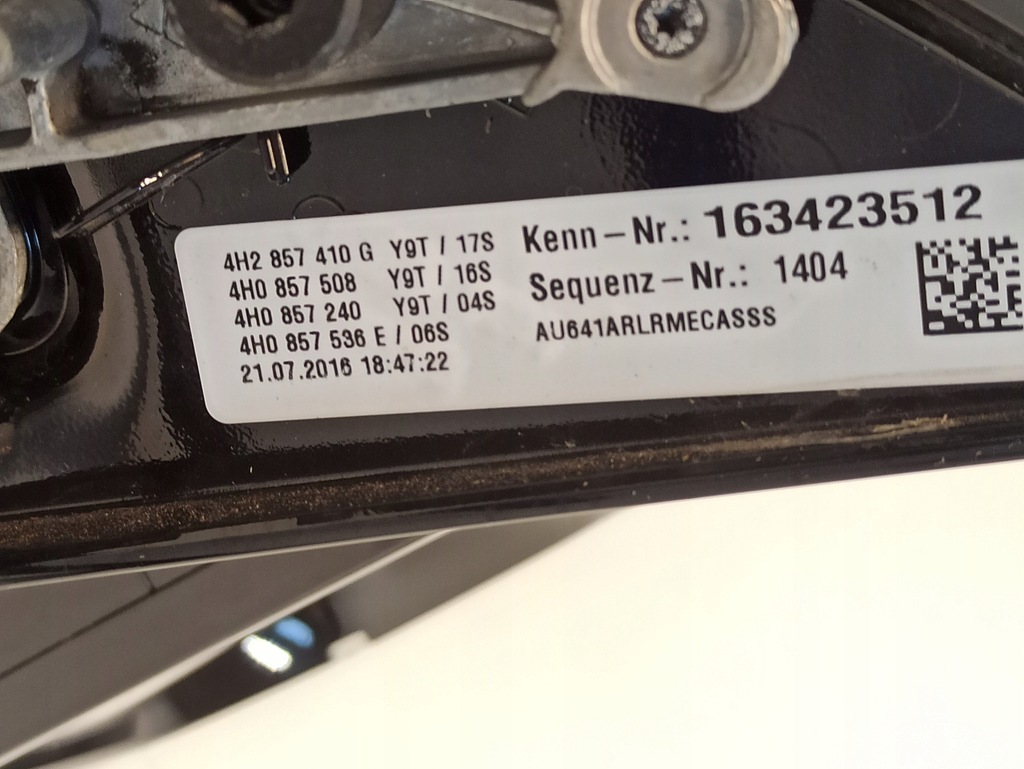 4H2 857 410 G Y9T / 17S
4H0 857 508 Y9T / 16S
4H0 857 240 Y9T / 04S
4H0 857 536 E / 06S
21.07.2016 18:47:22
Kenn-Nr.: 163423512
Sequenz-Nr.: 1404
AU641ARLRMECASSS